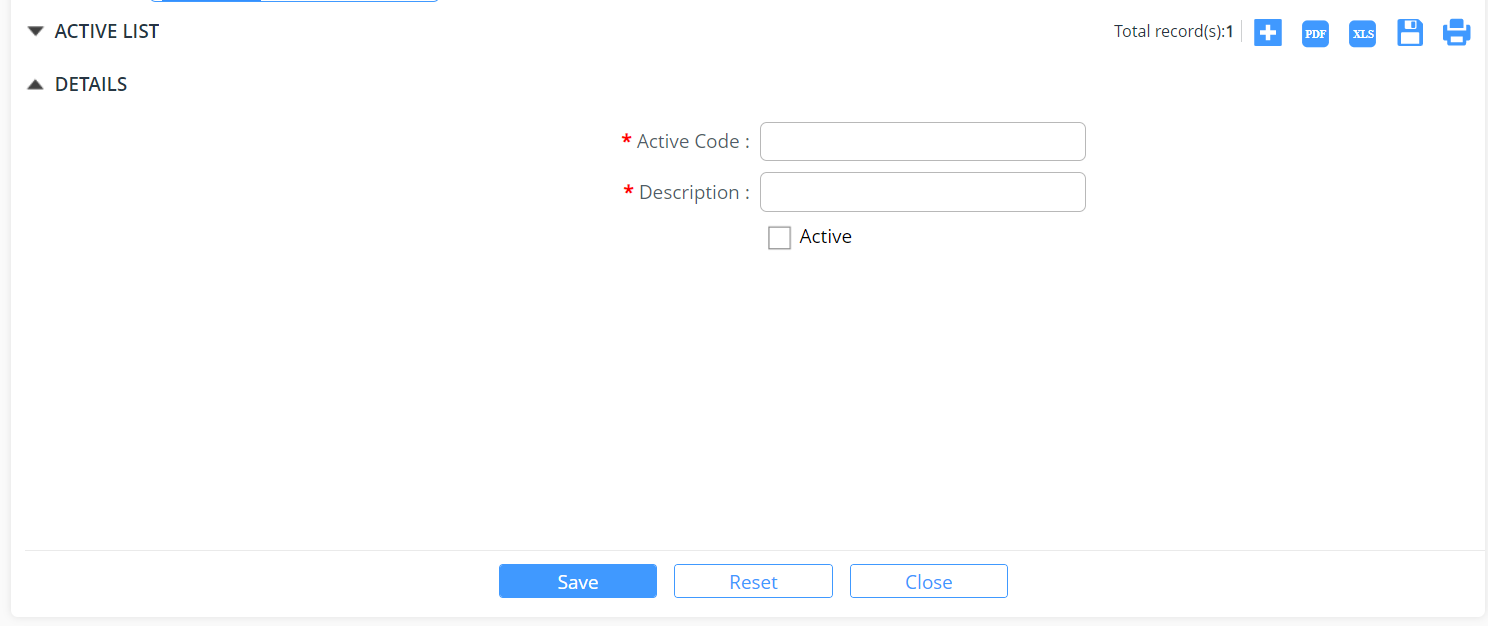 ACTIVE LIST
Total record(s):1
PDF
XLS
DETAILS
* Active Code :
* Description :
Active
Save
Reset
Close